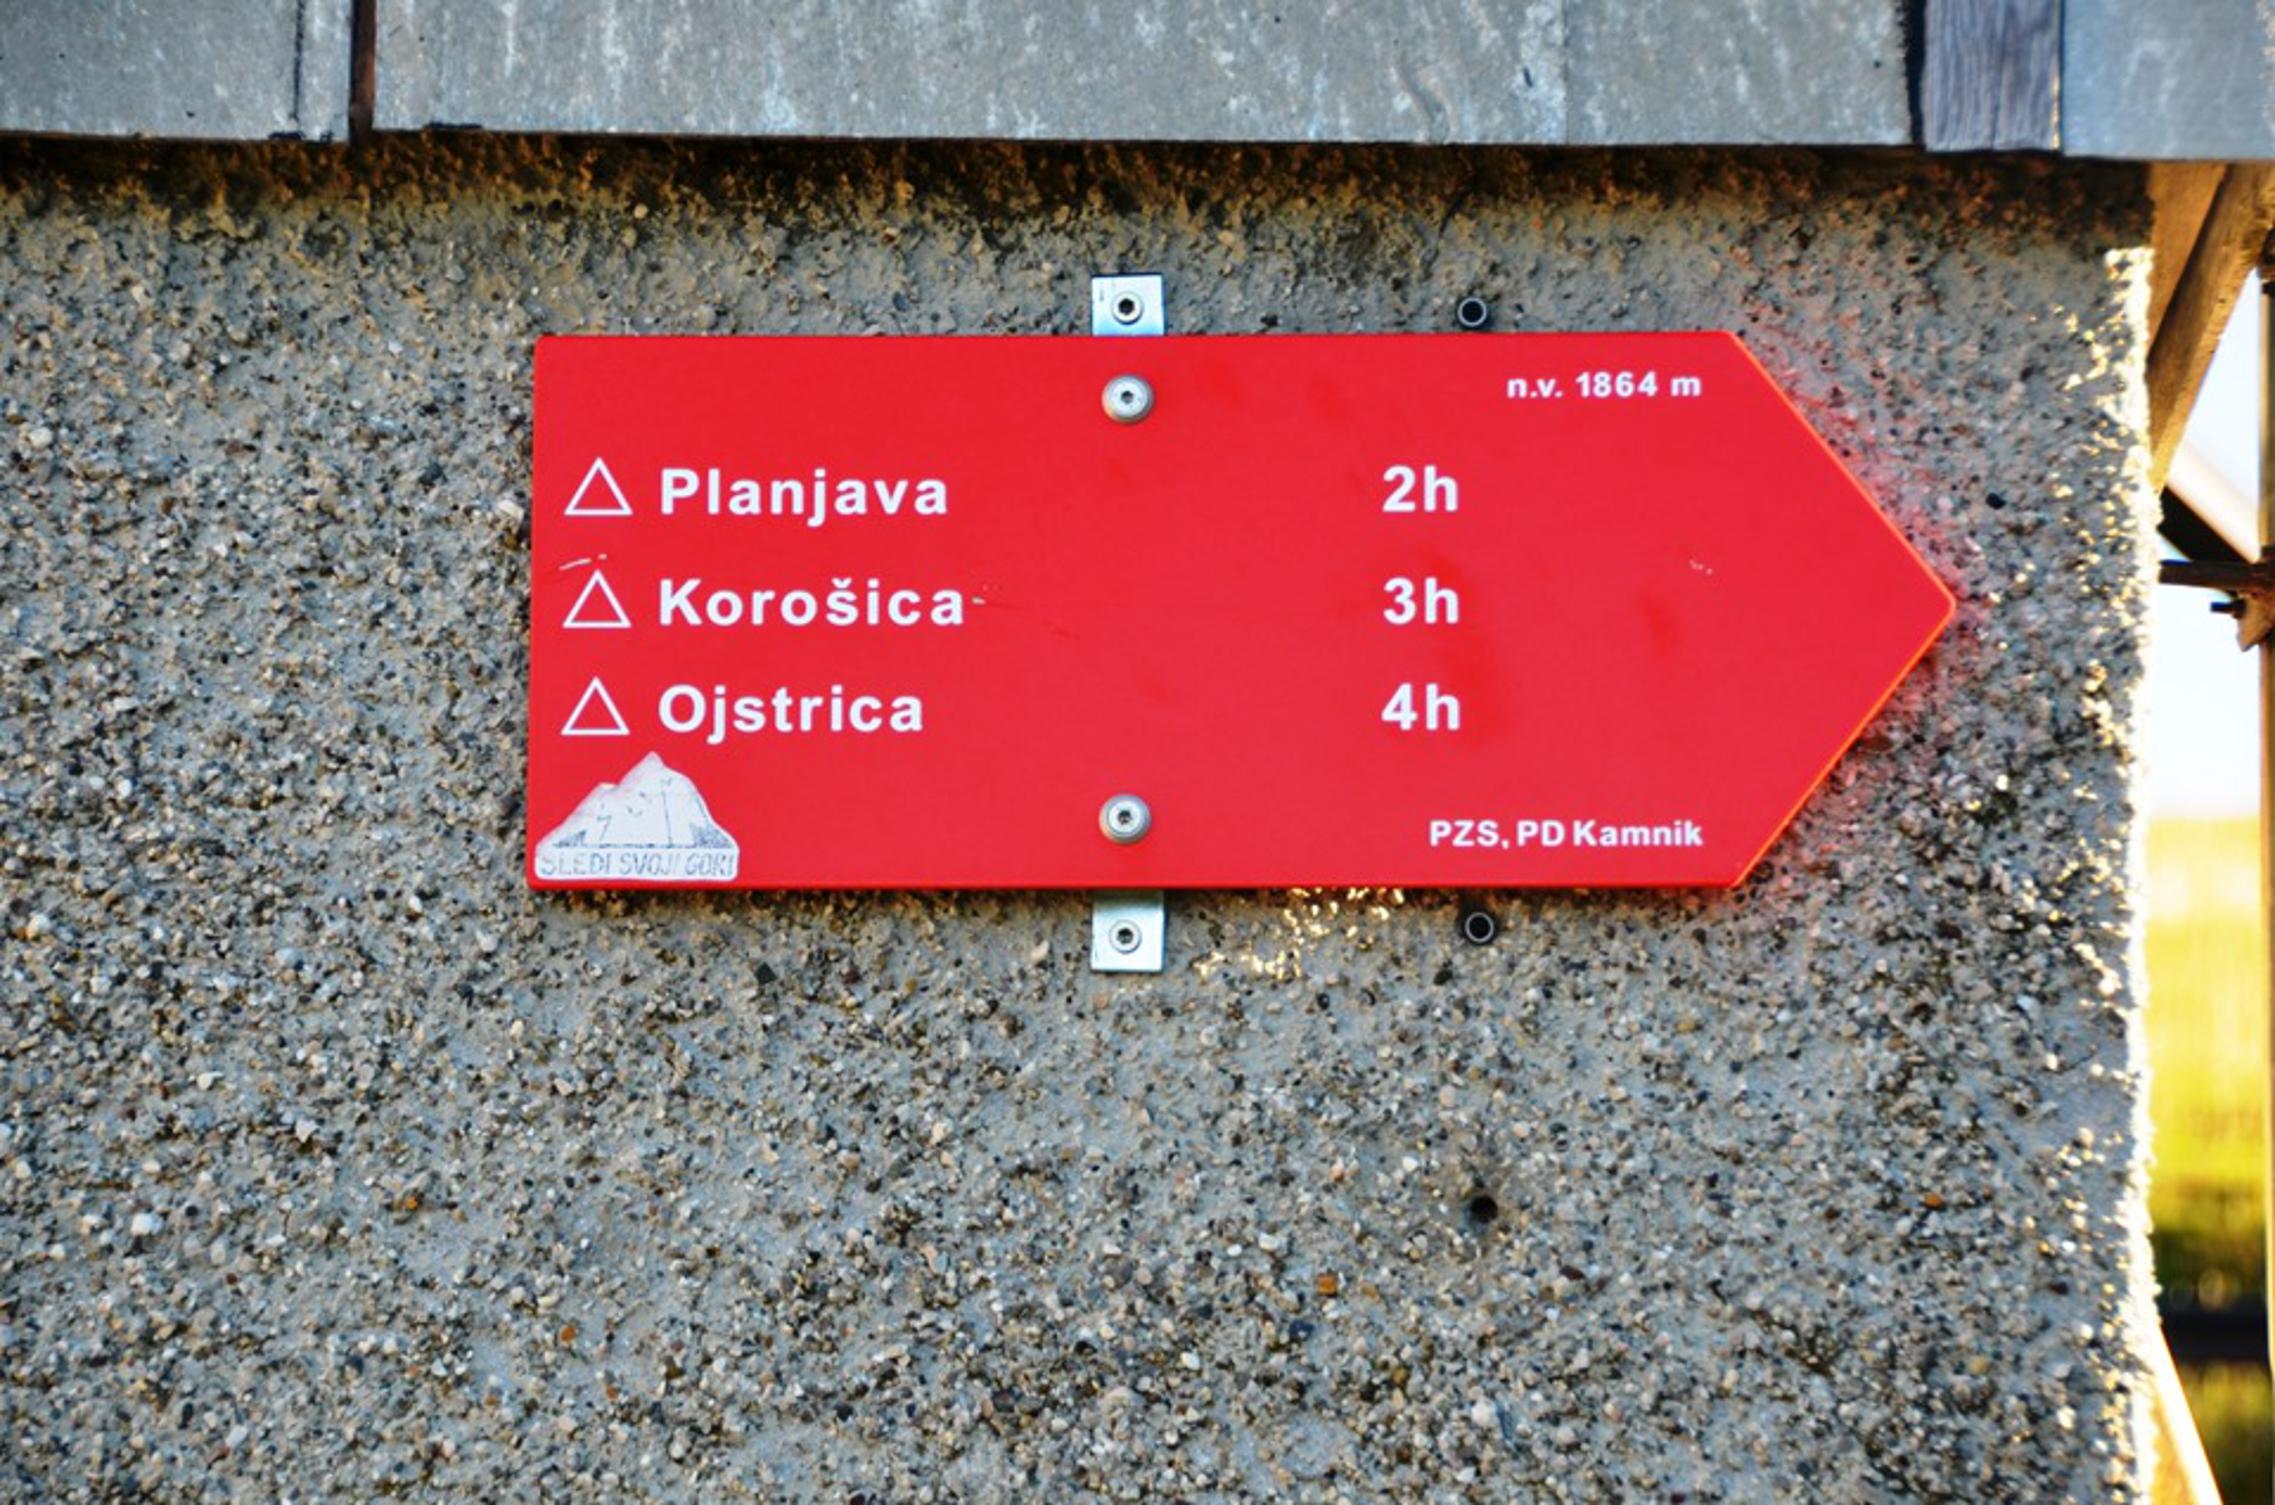 n.v. 1864 m
Planjava 2h
Korošica 3h
Ojstrica 4h
SLEDI SVOJI GORI
PZS, PD Kamnik